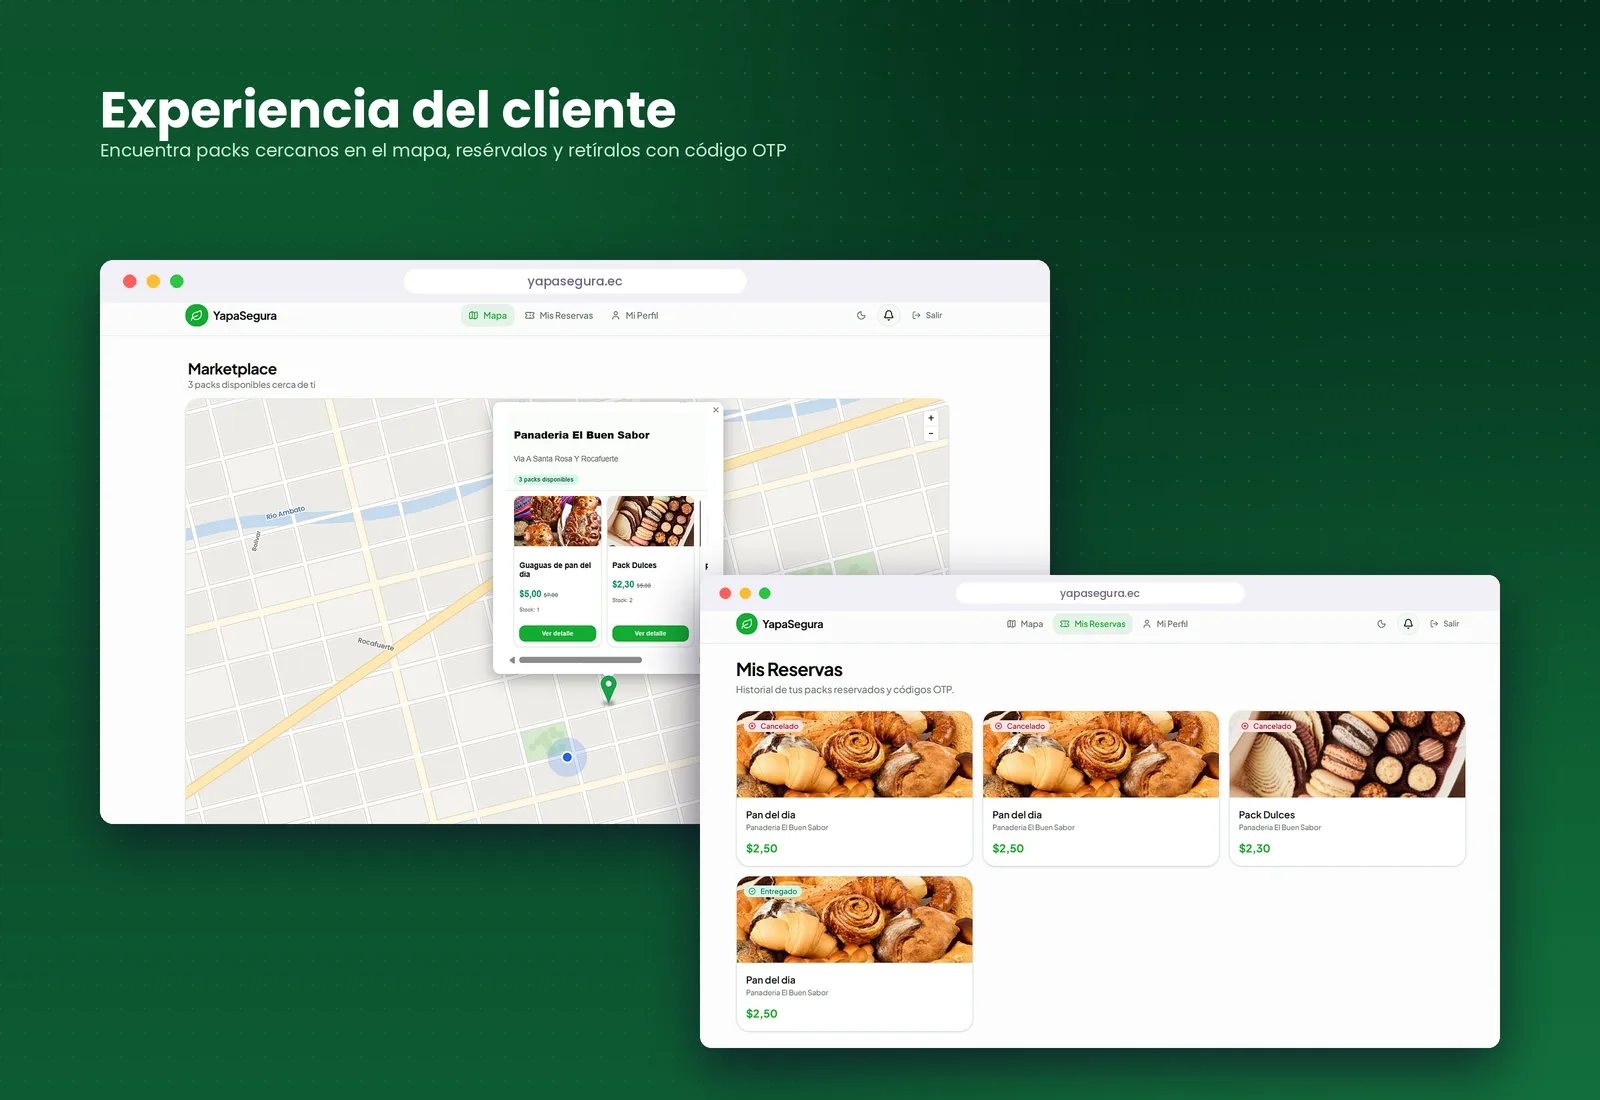 Experiencia del cliente
Encuentra packs cercanos en el mapa, resérvalos y retíralos con código OTP
yapasegura.ec
YapaSegura
Mapa
Mis Reservas
Mi Perfil
Salir
Marketplace
3 packs disponibles cerca de ti
+
−
Río Ambato
Bolívar
Rocafuerte
×
Panaderia El Buen Sabor
Via A Santa Rosa Y Rocafuerte
3 packs disponibles
Guaguas de pan del
dia
$5,00 $7.00
Stock: 1
Ver detalle
Pack Dulces
$2,30 $5.00
Stock: 2
Ver detalle
yapasegura.ec
YapaSegura
Mapa
Mis Reservas
Mi Perfil
Salir
Mis Reservas
Historial de tus packs reservados y códigos OTP.
Cancelado
Pan del dia
Panaderia El Buen Sabor
$2,50
Cancelado
Pan del dia
Panaderia El Buen Sabor
$2,50
Cancelado
Pack Dulces
Panaderia El Buen Sabor
$2,30
Entregado
Pan del dia
Panaderia El Buen Sabor
$2,50